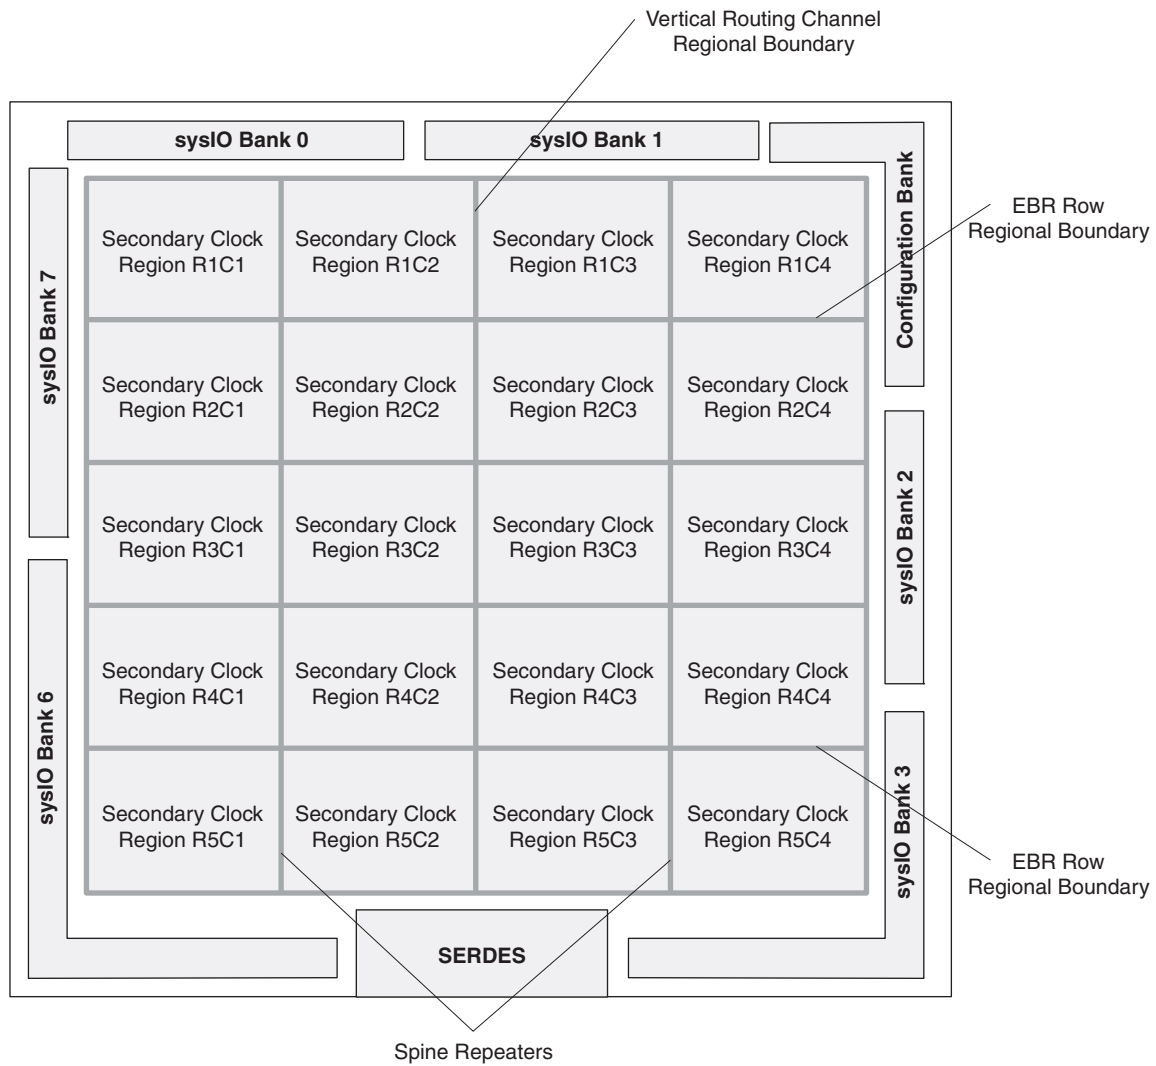 Vertical Routing Channel
Regional Boundary
sysIO Bank 0
sysIO Bank 1
Configuration Bank
EBR Row
Regional Boundary
sysIO Bank 7
Secondary Clock
Region R1C1
Secondary Clock
Region R1C2
Secondary Clock
Region R1C3
Secondary Clock
Region R1C4
Secondary Clock
Region R2C1
Secondary Clock
Region R2C2
Secondary Clock
Region R2C3
Secondary Clock
Region R2C4
Secondary Clock
Region R3C1
Secondary Clock
Region R3C2
Secondary Clock
Region R3C3
Secondary Clock
Region R3C4
sysIO Bank 2
sysIO Bank 6
Secondary Clock
Region R4C1
Secondary Clock
Region R4C2
Secondary Clock
Region R4C3
Secondary Clock
Region R4C4
Secondary Clock
Region R5C1
Secondary Clock
Region R5C2
Secondary Clock
Region R5C3
Secondary Clock
Region R5C4
sysIO Bank 3
EBR Row
Regional Boundary
SERDES
Spine Repeaters